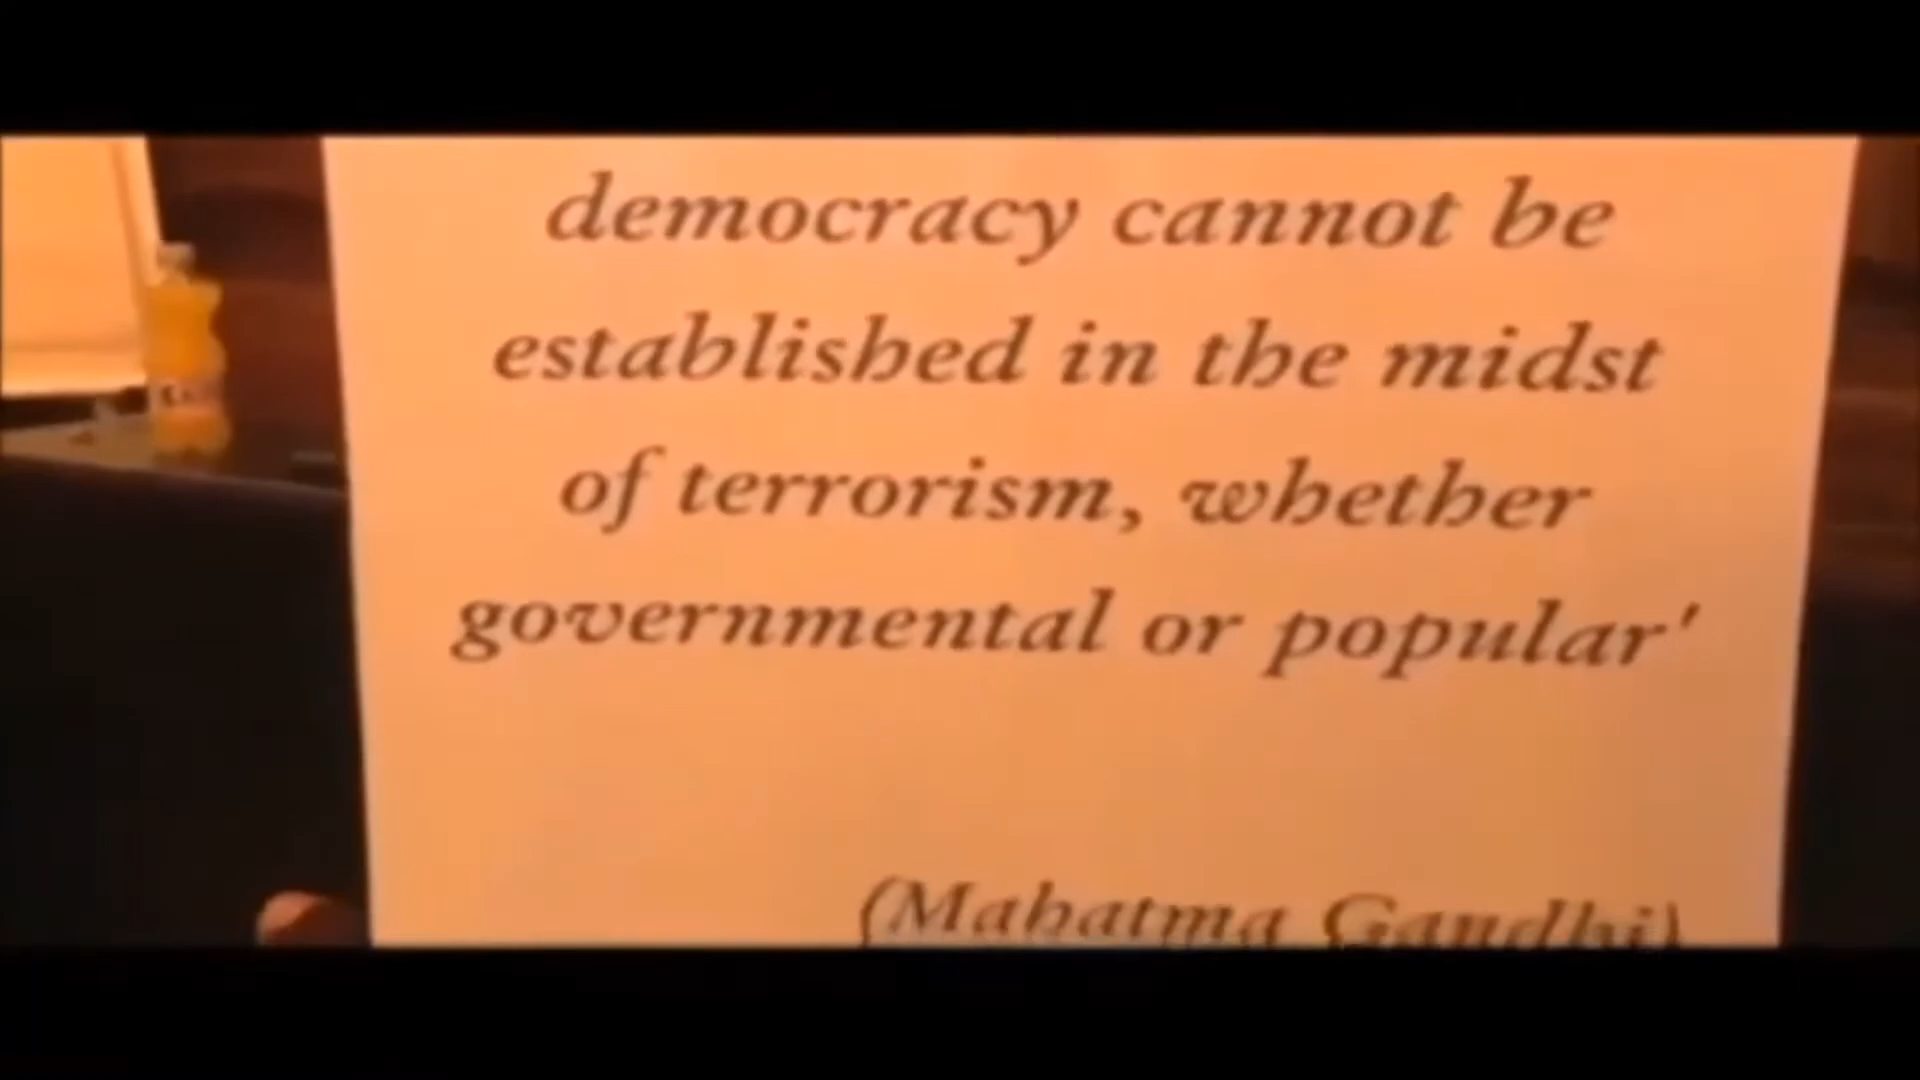 democracy cannot be
established in the midst
of terrorism, whether
governmental or popular'
(Mahatma Gandhi)